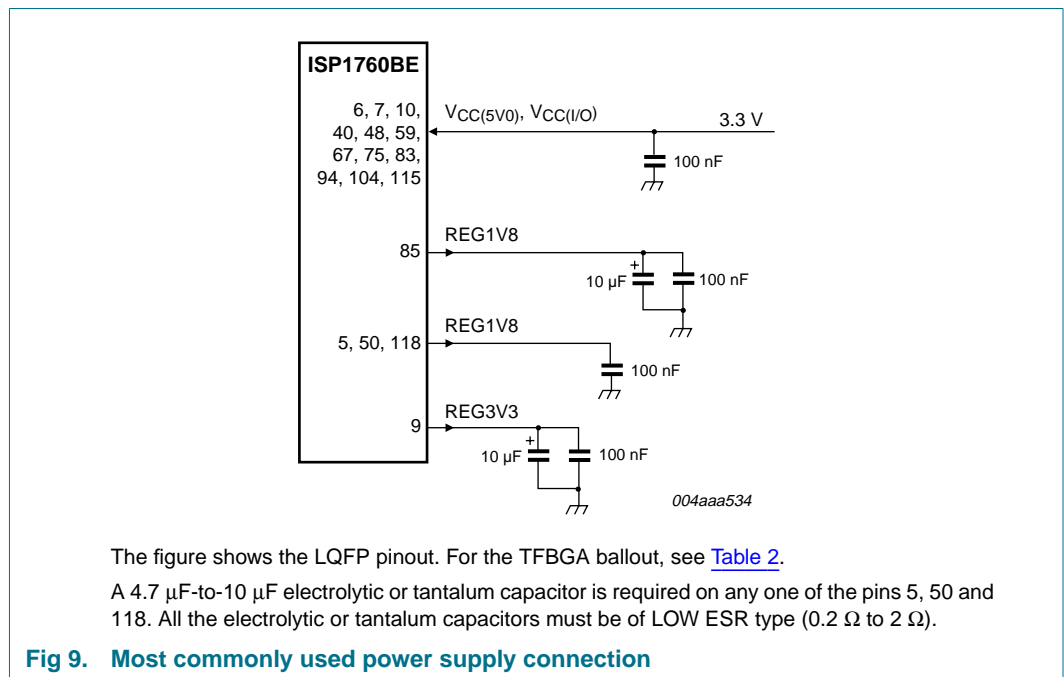 ISP1760BE
6, 7, 10,
40, 48, 59,
67, 75, 83,
94, 104, 115
VCC(5V0), VCC(I/O)
3.3 V
100 nF
85
REG1V8
+
10 μF
100 nF
5, 50, 118
REG1V8
100 nF
9
REG3V3
+
10 μF
100 nF
004aaa534
The figure shows the LQFP pinout. For the TFBGA ballout, see Table 2.
A 4.7 μF-to-10 μF electrolytic or tantalum capacitor is required on any one of the pins 5, 50 and
118. All the electrolytic or tantalum capacitors must be of LOW ESR type (0.2 Ω to 2 Ω).
Fig 9. Most commonly used power supply connection